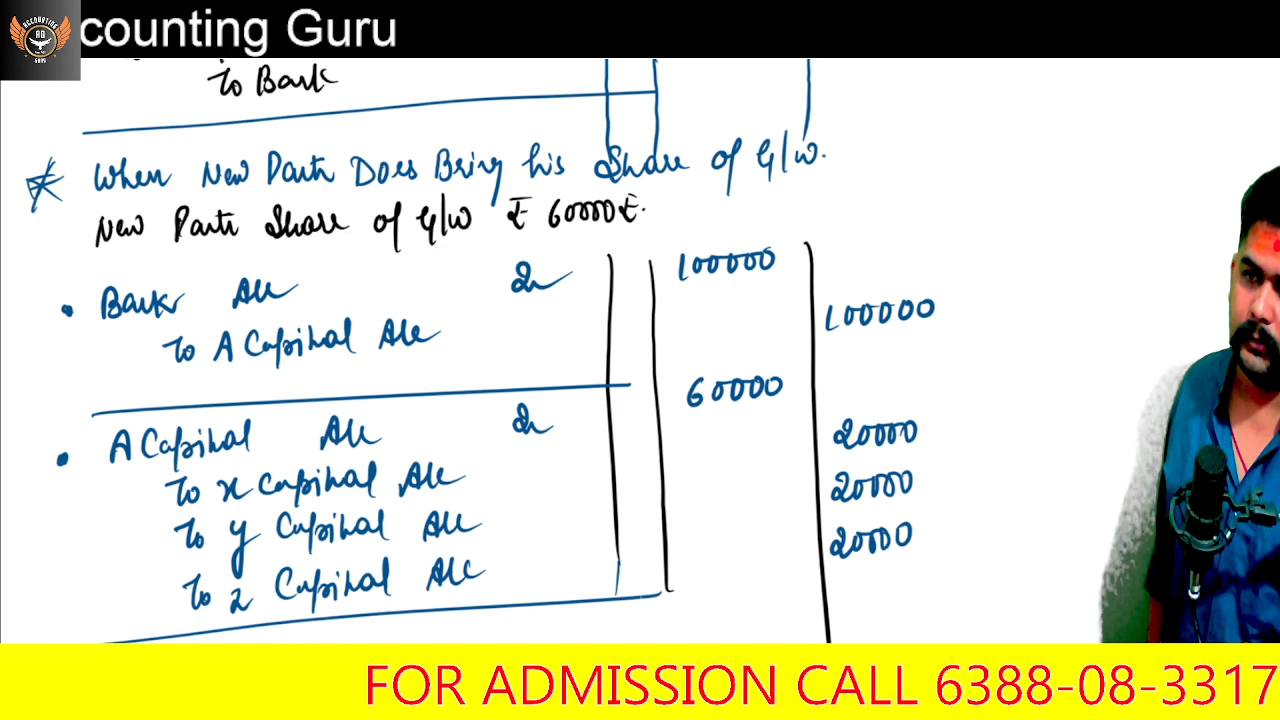 counting Guru
To Bank
When New Partn Does Bring his Share of G/w.
New Partn Share of G/w ₹ 60000₹.
Bank A/c Dr 100000
To A Capital A/c 100000
A Capital A/c Dr 60000
To x Capital A/c 20000
To y Capital A/c 20000
To z Capital A/c 20000
FOR ADMISSION CALL 6388-08-3317